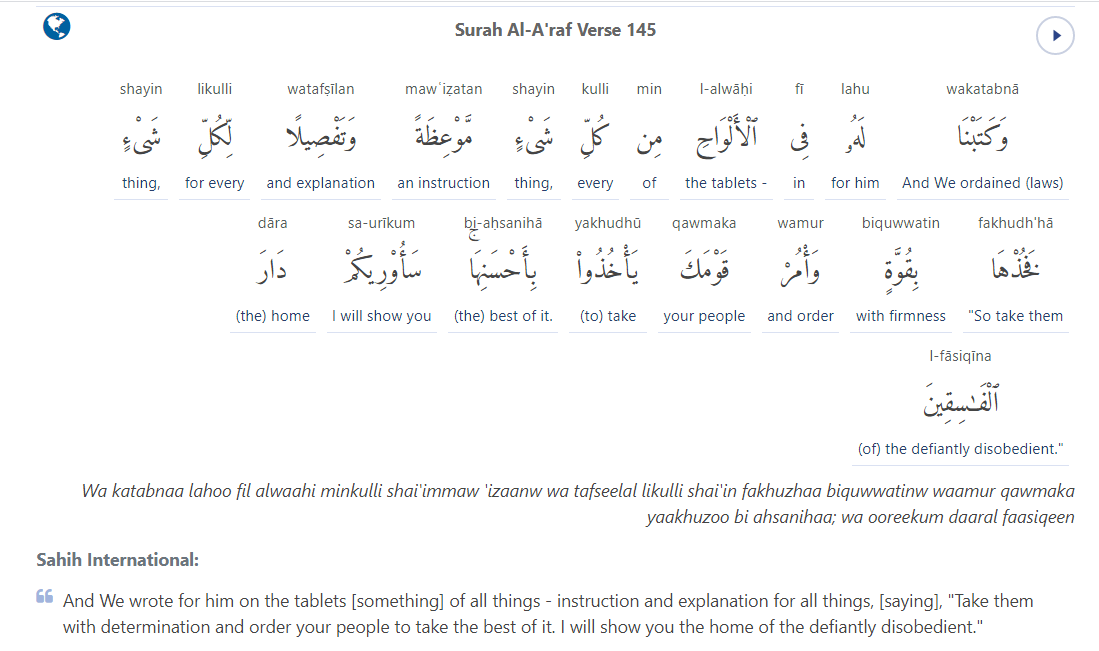 Surah Al-A'raf Verse 145
wakatabnā lahu fī l-alwāḥi min kulli shayin mawʿiẓatan watafṣīlan likulli shayin
وَكَتَبْنَا لَهُۥ فِى ٱلْأَلْوَاحِ مِن كُلِّ شَىْءٍ مَّوْعِظَةً وَتَفْصِيلًا لِّكُلِّ شَىْءٍ
And We ordained (laws) for him in the tablets - of every thing, an instruction and explanation for every thing,
fakhudh'hā biquwwatin wamur qawmaka yakhudhū bi-aḥsanihā sa-urīkum dāra
فَخُذْهَا بِقُوَّةٍ وَأْمُرْ قَوْمَكَ يَأْخُذُوا۟ بِأَحْسَنِهَا ۚ سَأُو۟رِيكُمْ دَارَ
"So take them with firmness and order your people (to) take (the) best of it. I will show you (the) home
l-fāsiqīna
ٱلْفَـٰسِقِينَ
(of) the defiantly disobedient."
Wa katabnaa lahoo fil alwaahi minkulli shai'immaw 'izaanw wa tafseelal likulli shai'in fakhuzhaa biquwwatinw waamur qawmaka
yaakhuzoo bi ahsanihaa; wa ooreekum daaral faasiqeen
Sahih International:
And We wrote for him on the tablets [something] of all things - instruction and explanation for all things, [saying], "Take them
with determination and order your people to take the best of it. I will show you the home of the defiantly disobedient."